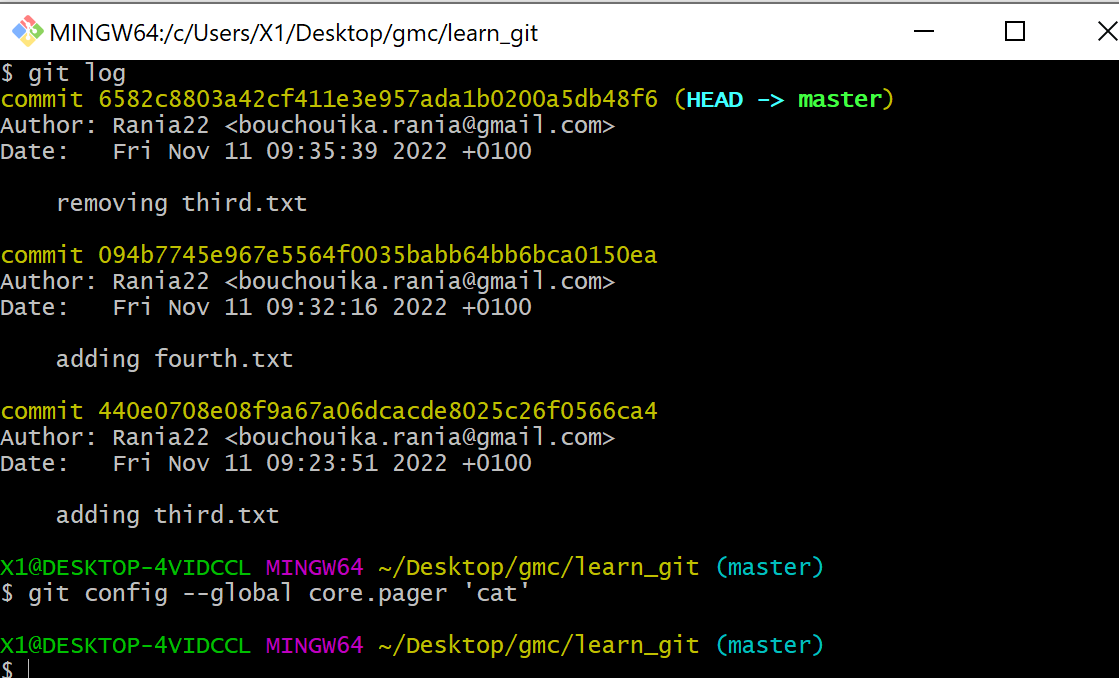 MINGW64:/c/Users/X1/Desktop/gmc/learn_git
$ git log
commit 6582c8803a42cf411e3e957ada1b0200a5db48f6 (HEAD -> master)
Author: Rania22 <bouchouika.rania@gmail.com>
Date:   Fri Nov 11 09:35:39 2022 +0100

    removing third.txt

commit 094b7745e967e5564f0035babb64bb6bca0150ea
Author: Rania22 <bouchouika.rania@gmail.com>
Date:   Fri Nov 11 09:32:16 2022 +0100

    adding fourth.txt

commit 440e0708e08f9a67a06dcacde8025c26f0566ca4
Author: Rania22 <bouchouika.rania@gmail.com>
Date:   Fri Nov 11 09:23:51 2022 +0100

    adding third.txt

X1@DESKTOP-4VIDCCL MINGW64 ~/Desktop/gmc/learn_git (master)
$ git config --global core.pager 'cat'

X1@DESKTOP-4VIDCCL MINGW64 ~/Desktop/gmc/learn_git (master)
$